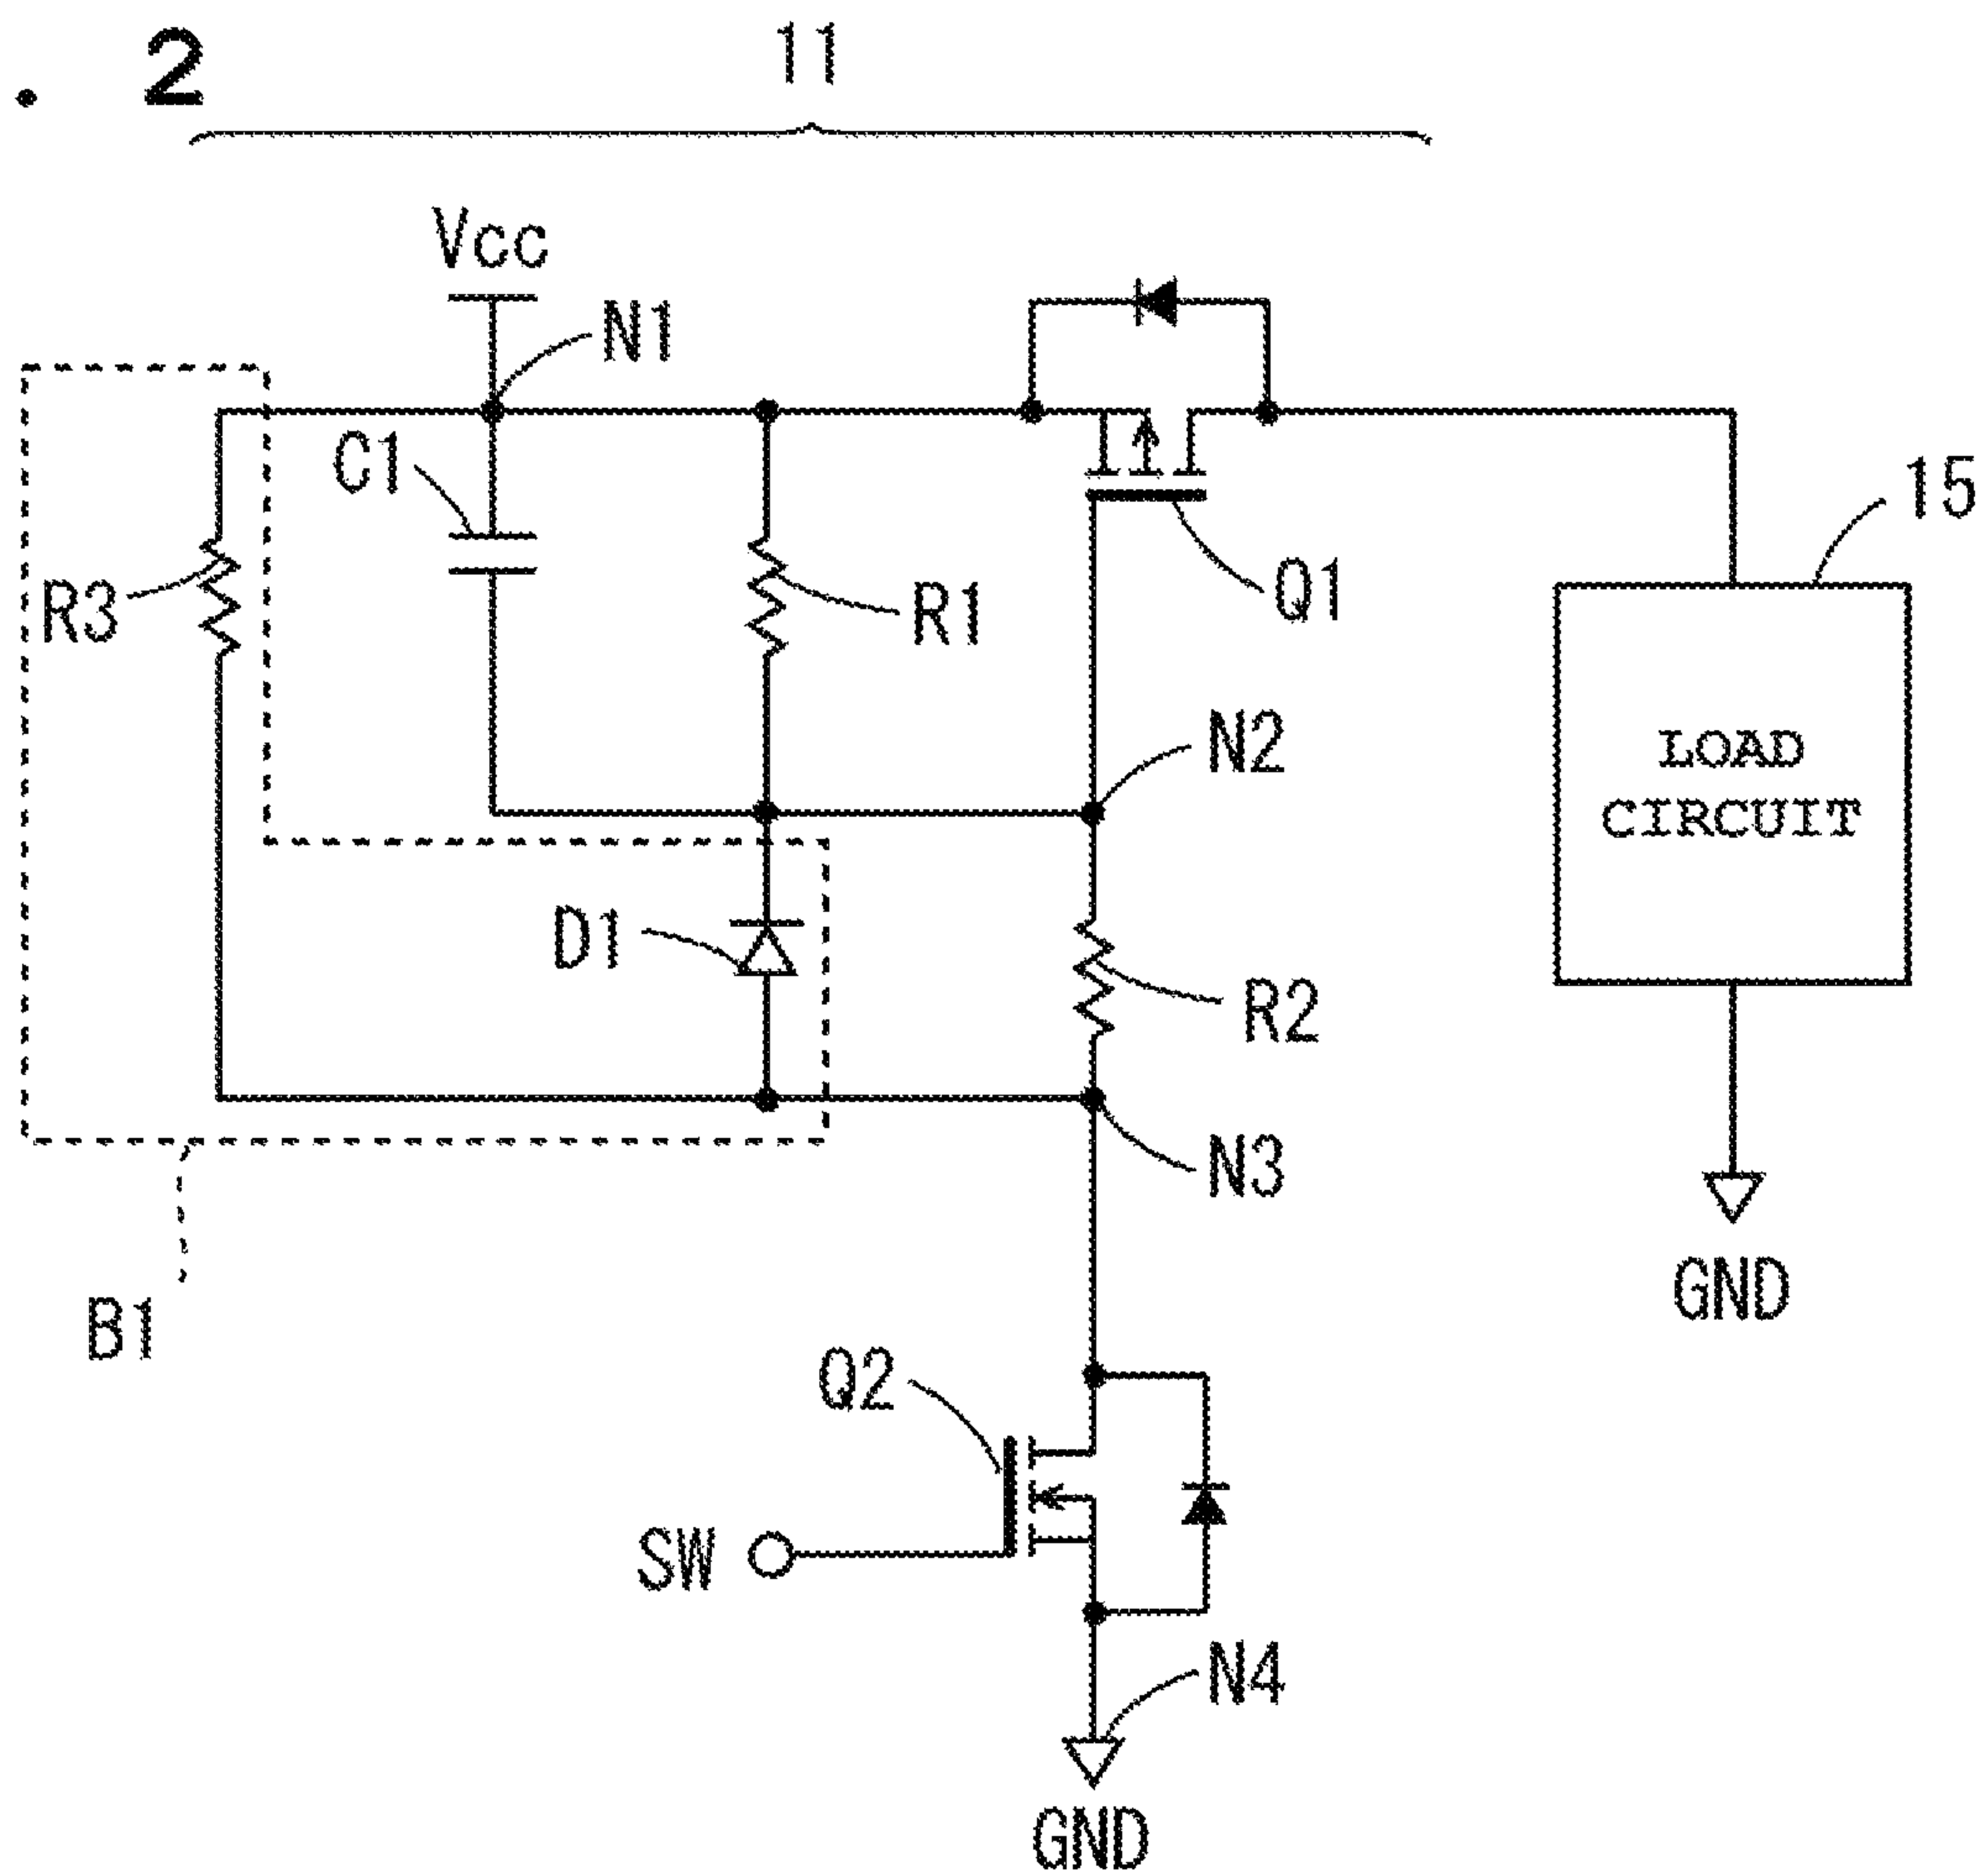 . 2
11
Vcc
N1
C1
15
R3
R1
Q1
N2
LOAD
CIRCUIT
D1
R2
N3
GND
B1
Q2
SW
N4
GND